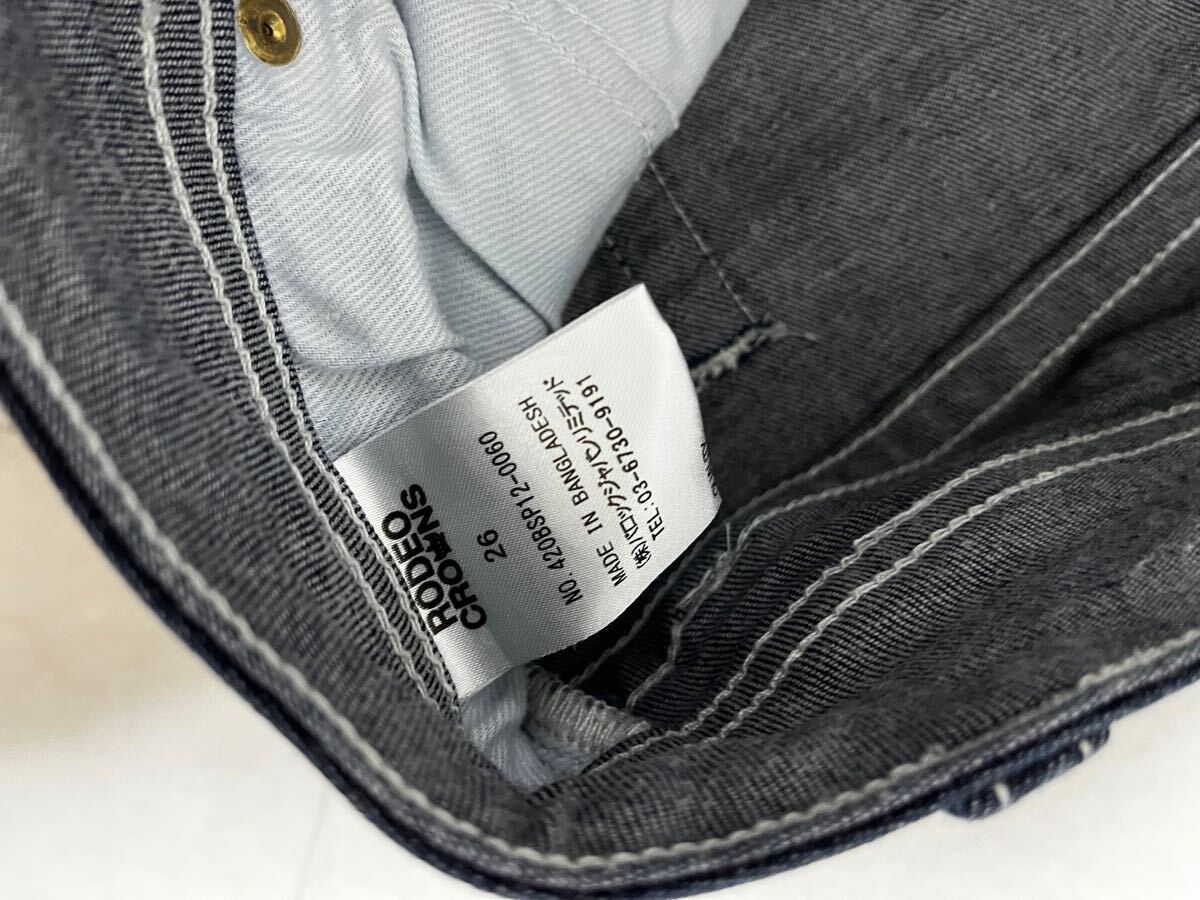 RODEO
CROWNS
26
NO.420BSP12-0060
MADE IN BANGLADESH
(株)バロックジャパンリミテッド
TEL:03-6730-9191